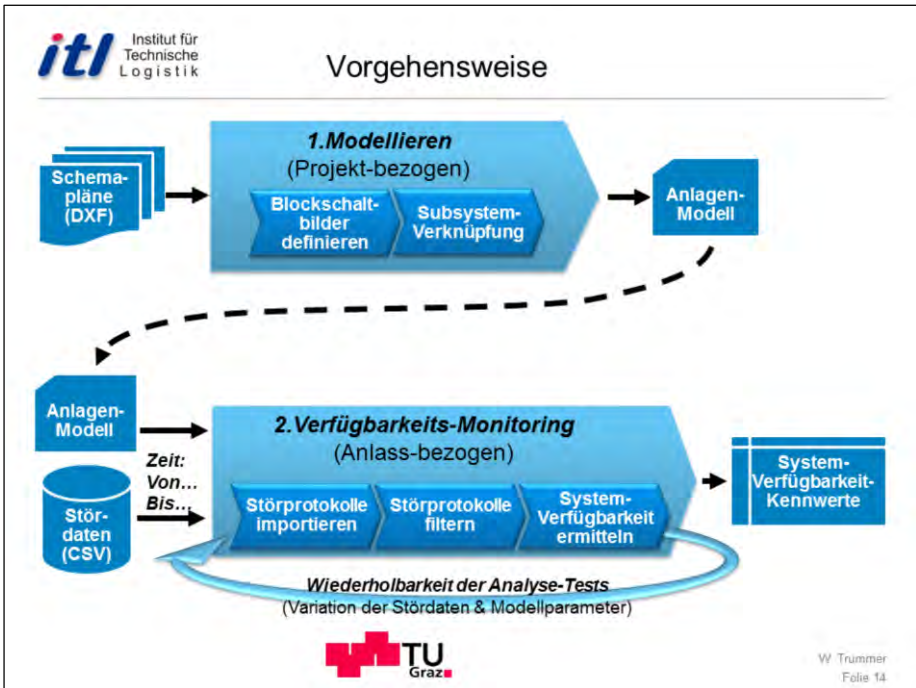 itl
Institut für
Technische
Logistik
Vorgehensweise
Schema-
pläne
(DXF)
1.Modellieren
(Projekt-bezogen)
Blockschalt-
bilder
definieren
Subsystem-
Verknüpfung
Anlagen-
Modell
Anlagen-
Modell
Stör-
daten
(CSV)
Zeit:
Von...
Bis...
2.Verfügbarkeits-Monitoring
(Anlass-bezogen)
Störprotokolle
importieren
Störprotokolle
filtern
System-
Verfügbarkeit
ermitteln
System-
Verfügbarkeit-
Kennwerte
Wiederholbarkeit der Analyse-Tests
(Variation der Stördaten & Modellparameter)
TU
Graz
W. Trummer
Folie 14